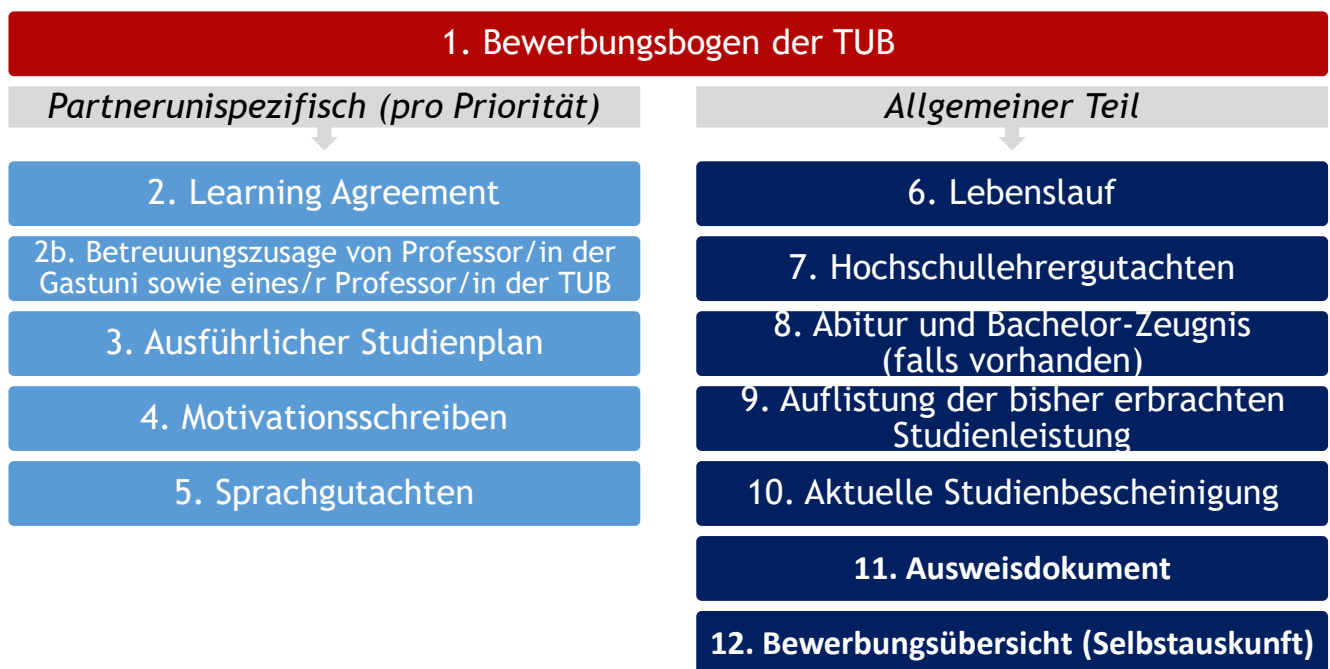 1. Bewerbungsbogen der TUB
Partnerunispezifisch (pro Priorität)
2. Learning Agreement
2b. Betreuuungszusage von Professor/in der
Gastuni sowie eines/r Professor/in der TUB
3. Ausführlicher Studienplan
4. Motivationsschreiben
5. Sprachgutachten
Allgemeiner Teil
6. Lebenslauf
7. Hochschullehrergutachten
8. Abitur und Bachelor-Zeugnis
(falls vorhanden)
9. Auflistung der bisher erbrachten
Studienleistung
10. Aktuelle Studienbescheinigung
11. Ausweisdokument
12. Bewerbungsübersicht (Selbstauskunft)